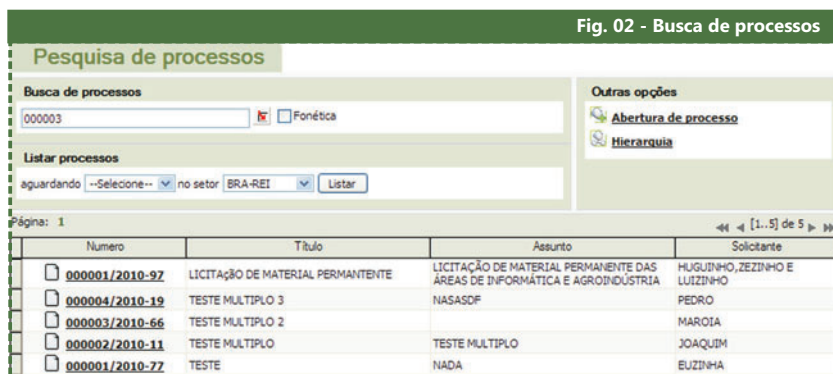 Fig. 02 - Busca de processos
Pesquisa de processos
Busca de processos
000003 Fonética
Listar processos
aguardando --Selecione-- no setor BRA-REI Listar
Outras opções
Abertura de processo
Hierarquia
Página: 1 [1..5] de 5
Numero Título Assunto Solicitante
000001/2010-97 LICITAçãO DE MATERIAL PERMANTENTE LICITAÇÃO DE MATERIAL PERMANENTE DAS ÁREAS DE INFORMÁTICA E AGROINDÚSTRIA HUGUINHO,ZEZINHO E LUIZINHO
000004/2010-19 TESTE MULTIPLO 3 NASASDF PEDRO
000003/2010-66 TESTE MULTIPLO 2 MAROIA
000002/2010-11 TESTE MULTIPLO TESTE MULTIPLO JOAQUIM
000001/2010-77 TESTE NADA EUZINHA